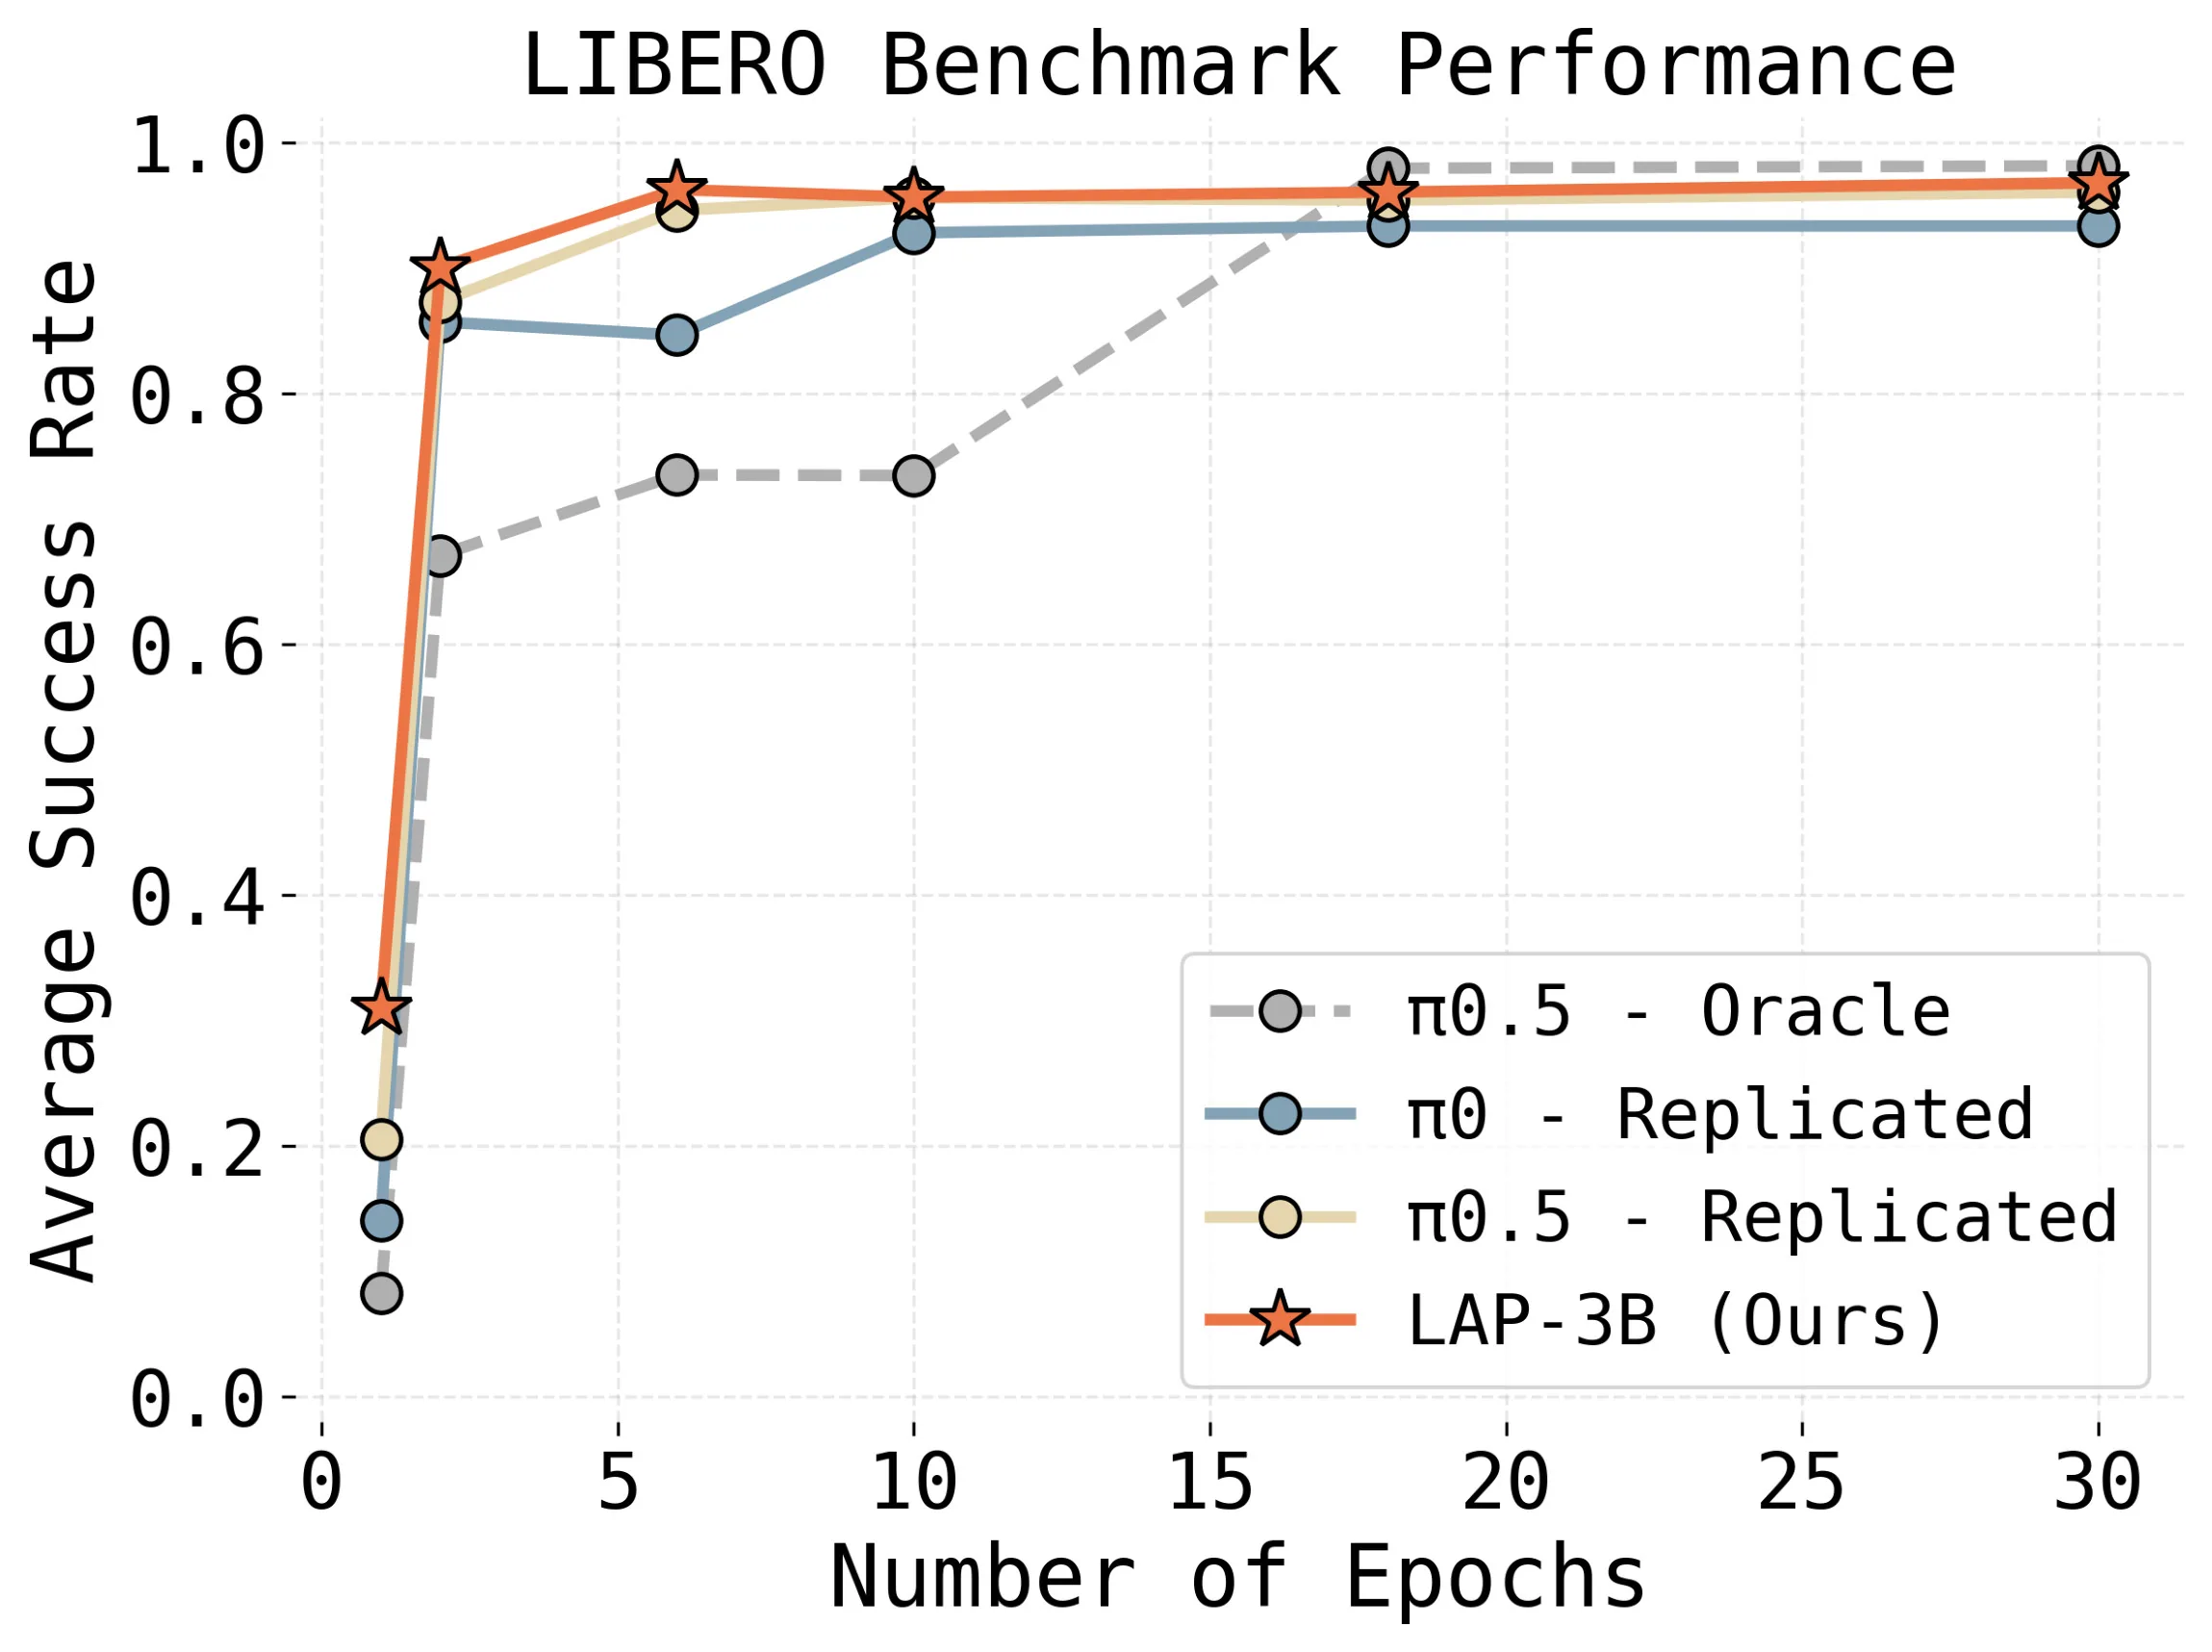 LIBERO Benchmark Performance
Average Success Rate
1.0
0.8
0.6
0.4
0.2
0.0
0 5 10 15 20 25 30
Number of Epochs
π0.5 - Oracle
π0 - Replicated
π0.5 - Replicated
LAP-3B (Ours)